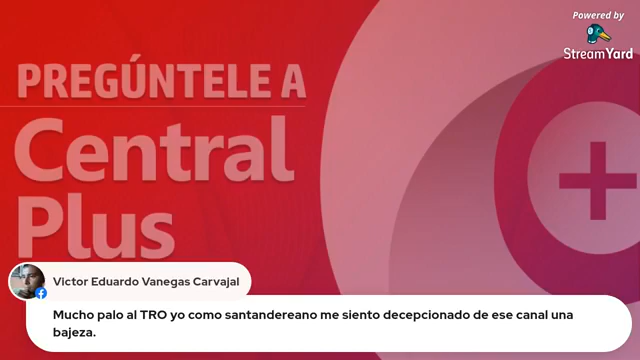 Powered by
StreamYard
PREGÚNTELE A
Central
Plus
Victor Eduardo Vanegas Carvajal
Mucho palo al TRO yo como santandereano me siento decepcionado de ese canal una
bajeza.